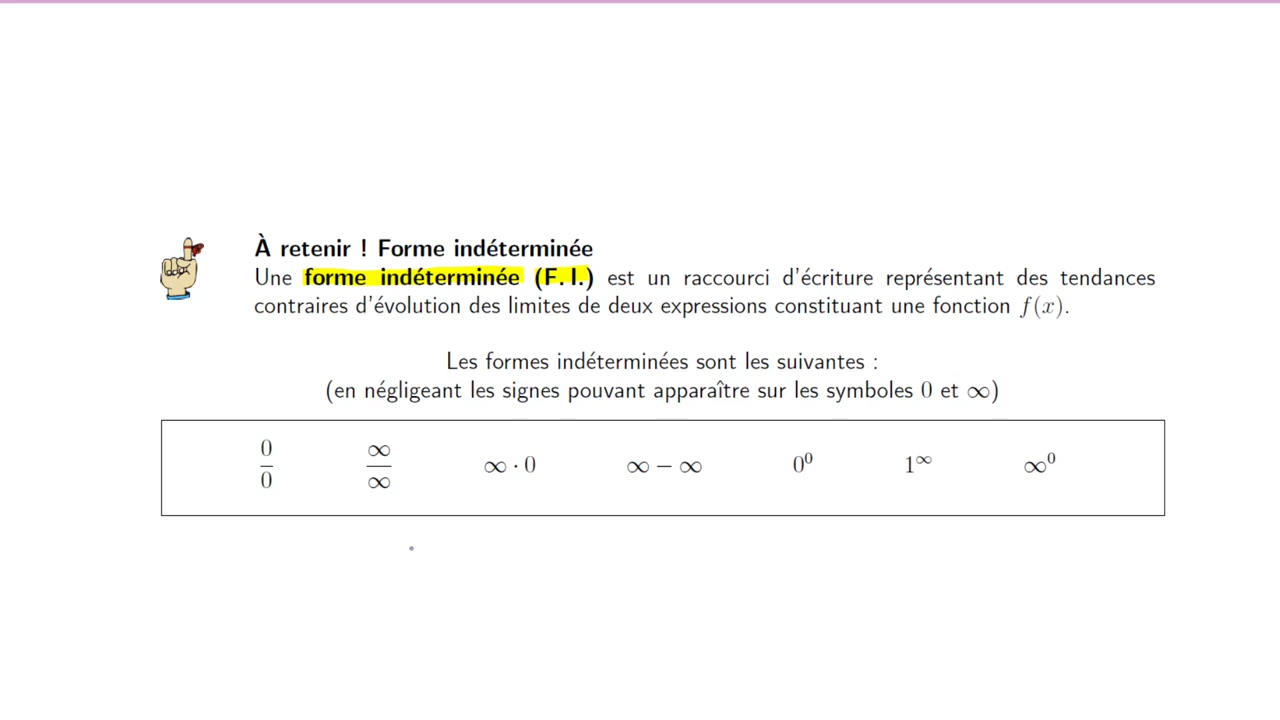 À retenir ! Forme indéterminée
Une forme indéterminée (F. I.) est un raccourci d'écriture représentant des tendances
contraires d'évolution des limites de deux expressions constituant une fonction f(x).
Les formes indéterminées sont les suivantes :
(en négligeant les signes pouvant apparaître sur les symboles 0 et ∞)
0/0 ∞/∞ ∞ · 0 ∞ − ∞ 0⁰ 1^∞ ∞⁰